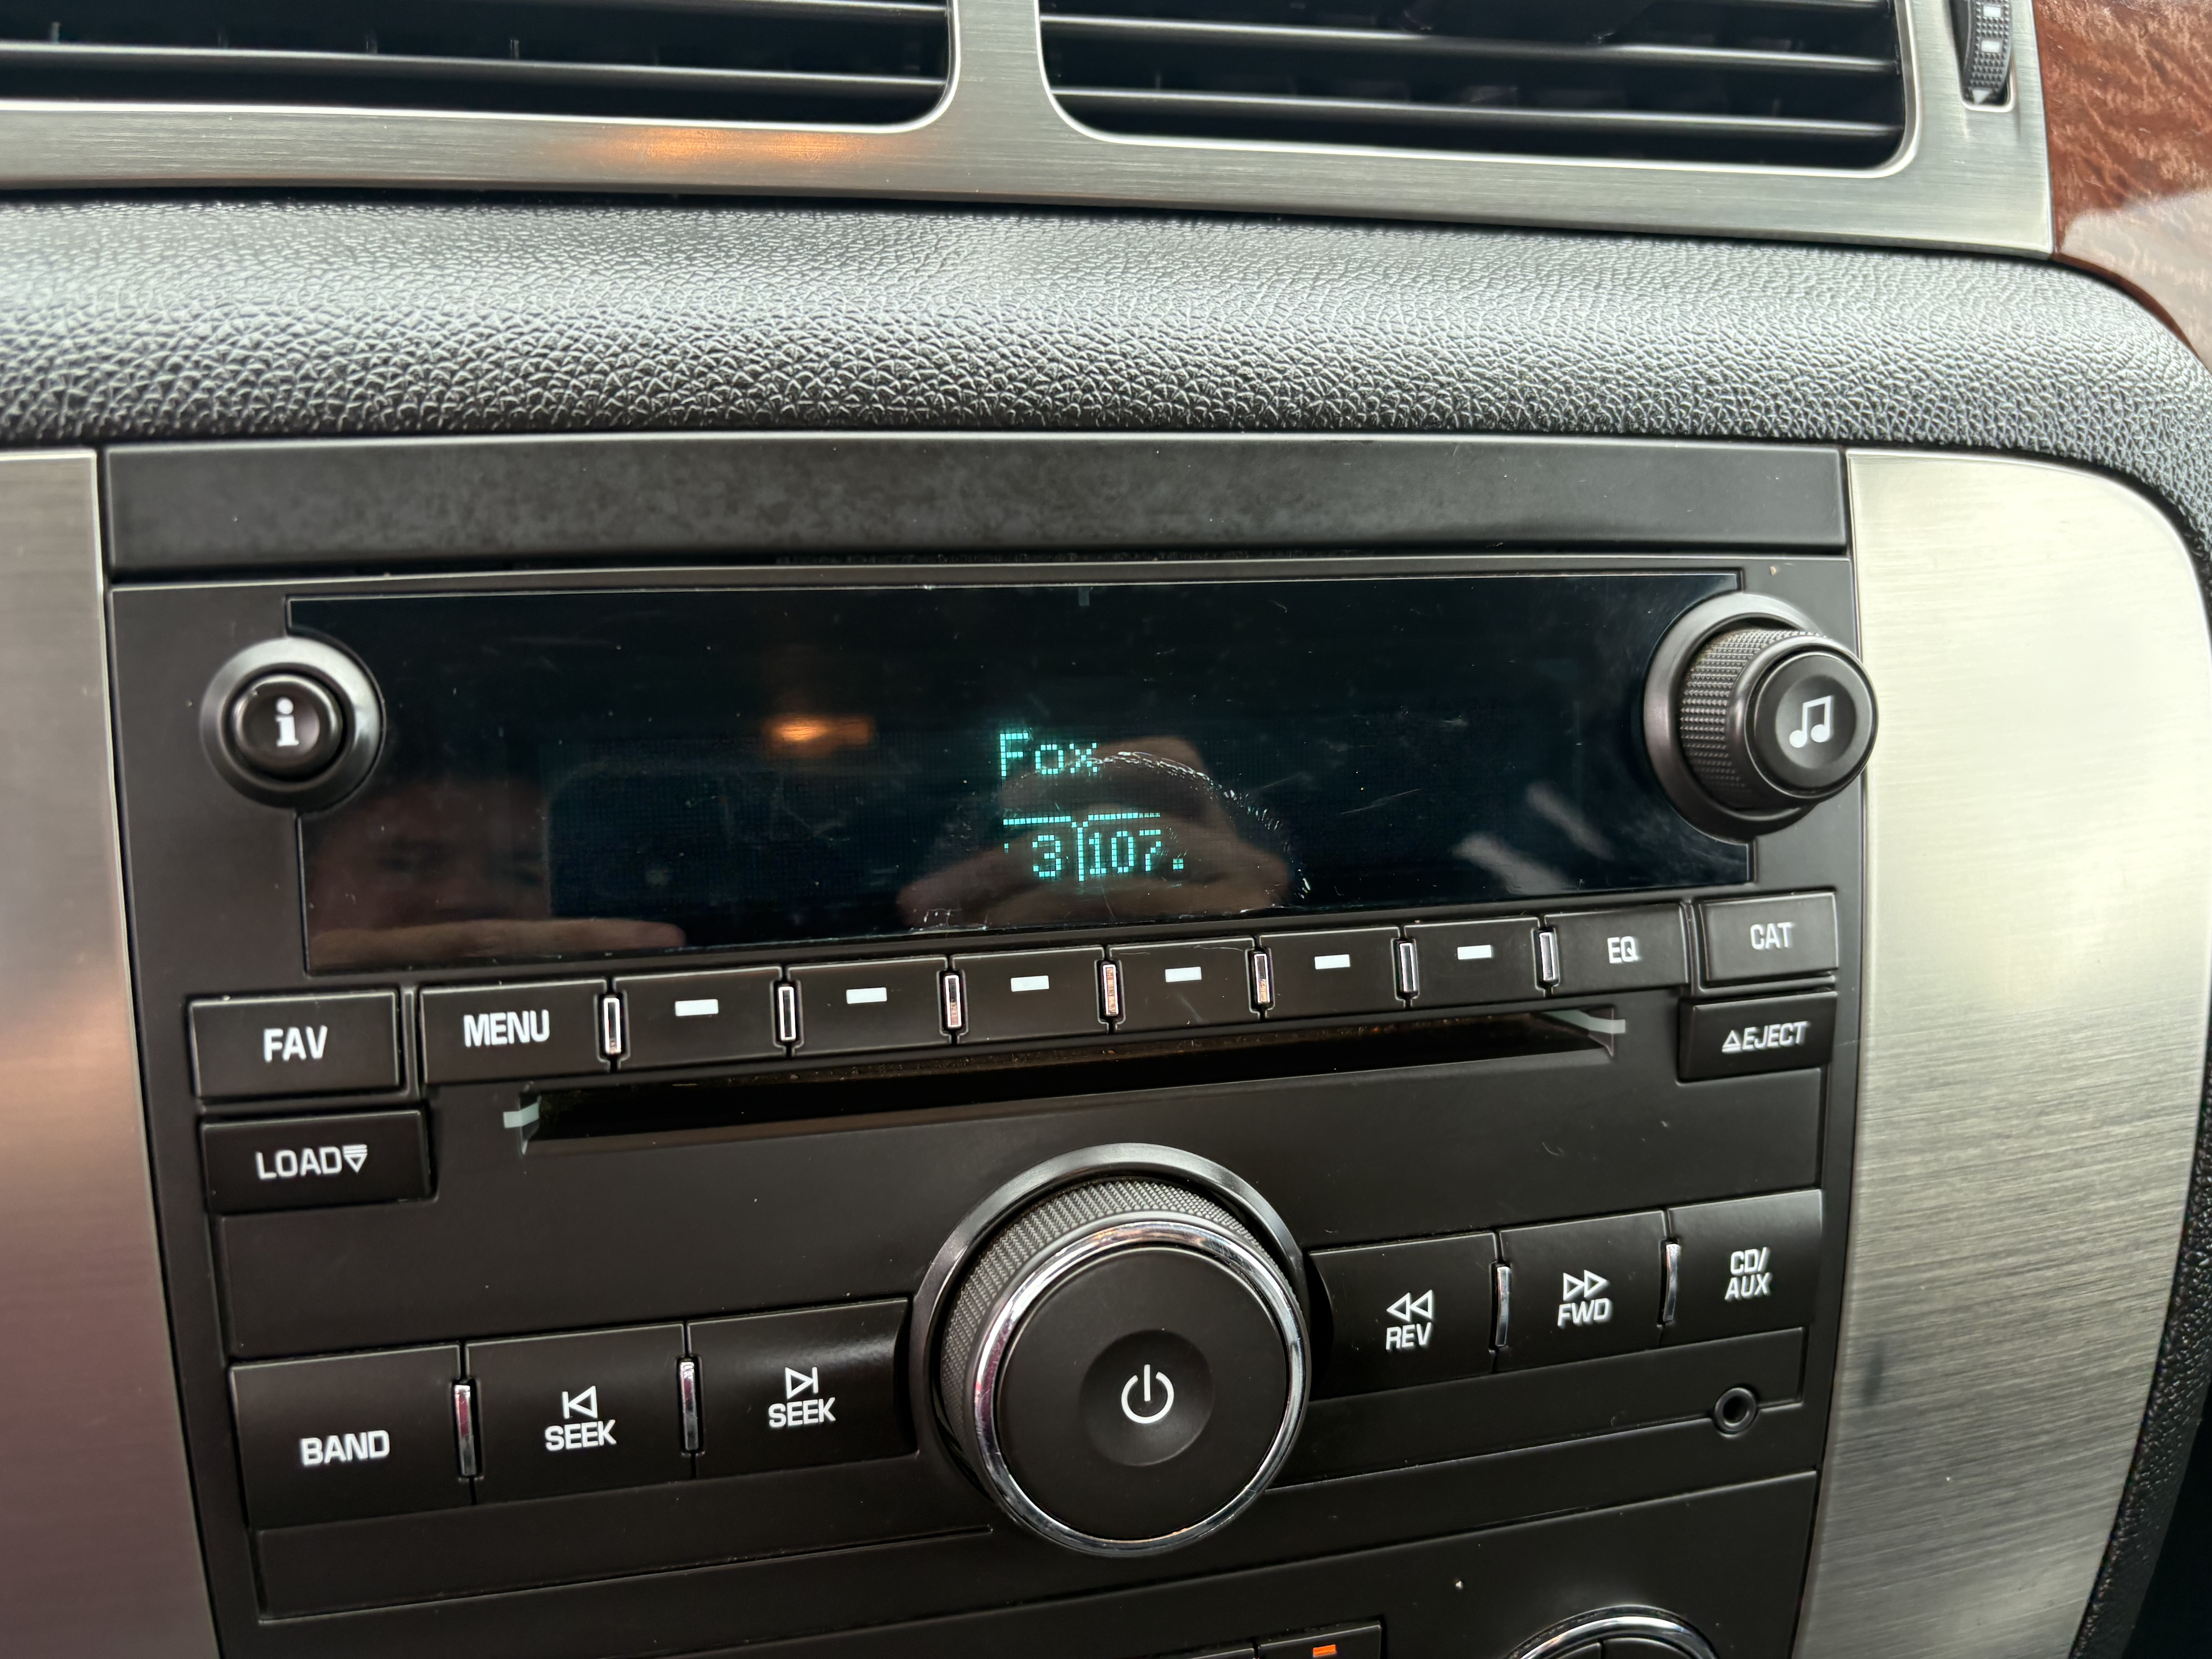 i
Fox
3 107.
FAV
MENU
EQ
CAT
LOAD
EJECT
BAND
SEEK
SEEK
REV
FWD
CD/
AUX